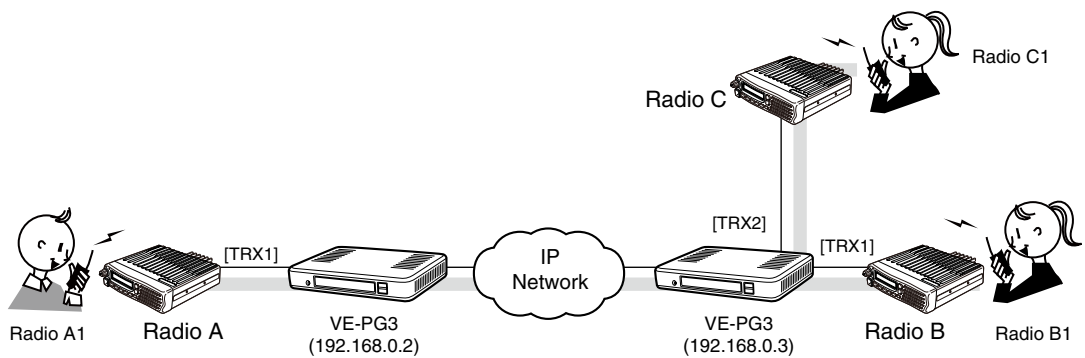 Radio C1
Radio C
[TRX2]
[TRX1]
[TRX1]
IP
Network
Radio A1
Radio A
VE-PG3
(192.168.0.2)
VE-PG3
(192.168.0.3)
Radio B
Radio B1